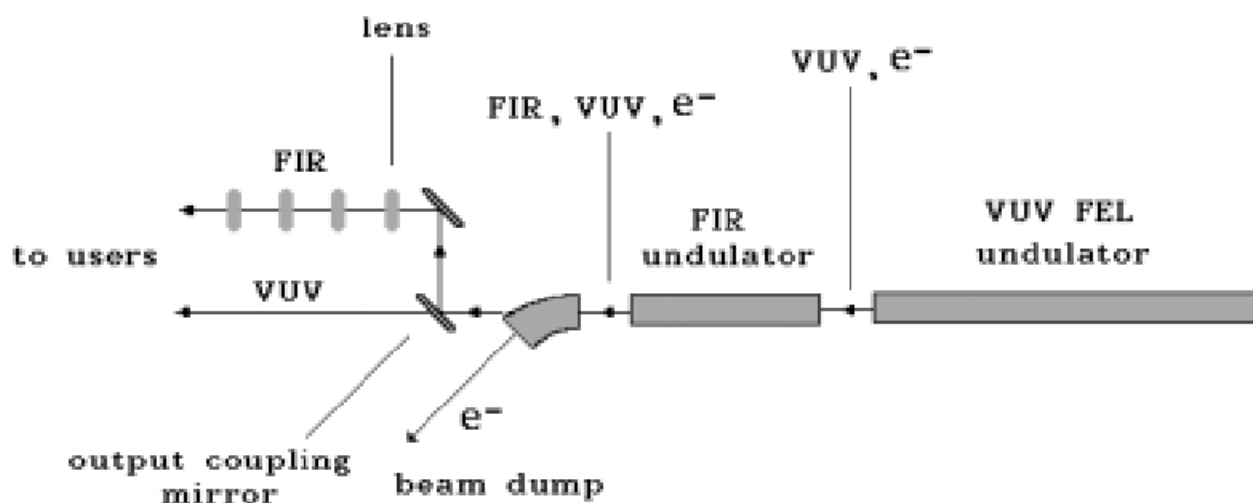 lens
VUV, e⁻
FIR, VUV, e⁻
FIR
FIR
undulator
VUV FEL
undulator
to users
VUV
e⁻
output coupling
mirror
beam dump